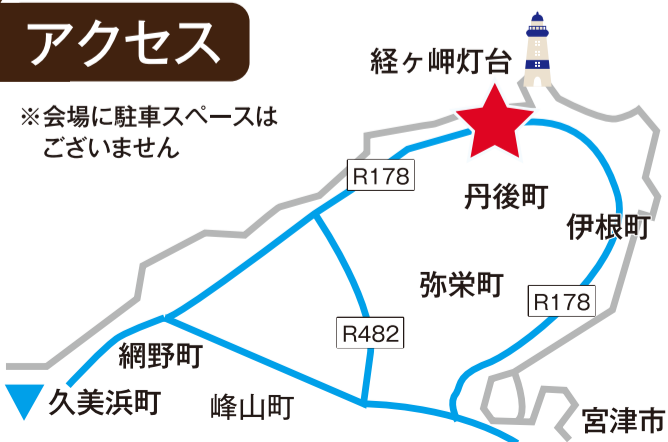 アクセス
経ヶ岬灯台
※会場に駐車スペースは
ございません
R178
丹後町
伊根町
弥栄町
R178
R482
網野町
久美浜町
峰山町
宮津市